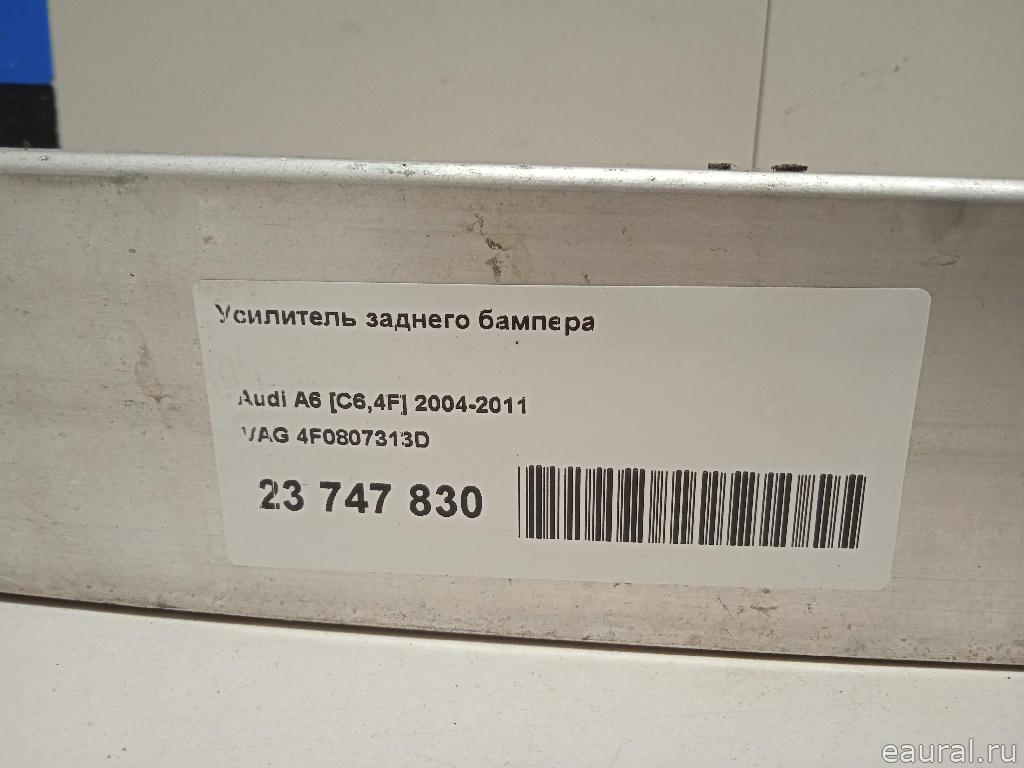 Усилитель заднего бампера
Audi A6 [C6,4F] 2004-2011
VAG 4F0807313D
23 747 830
eaural.ru